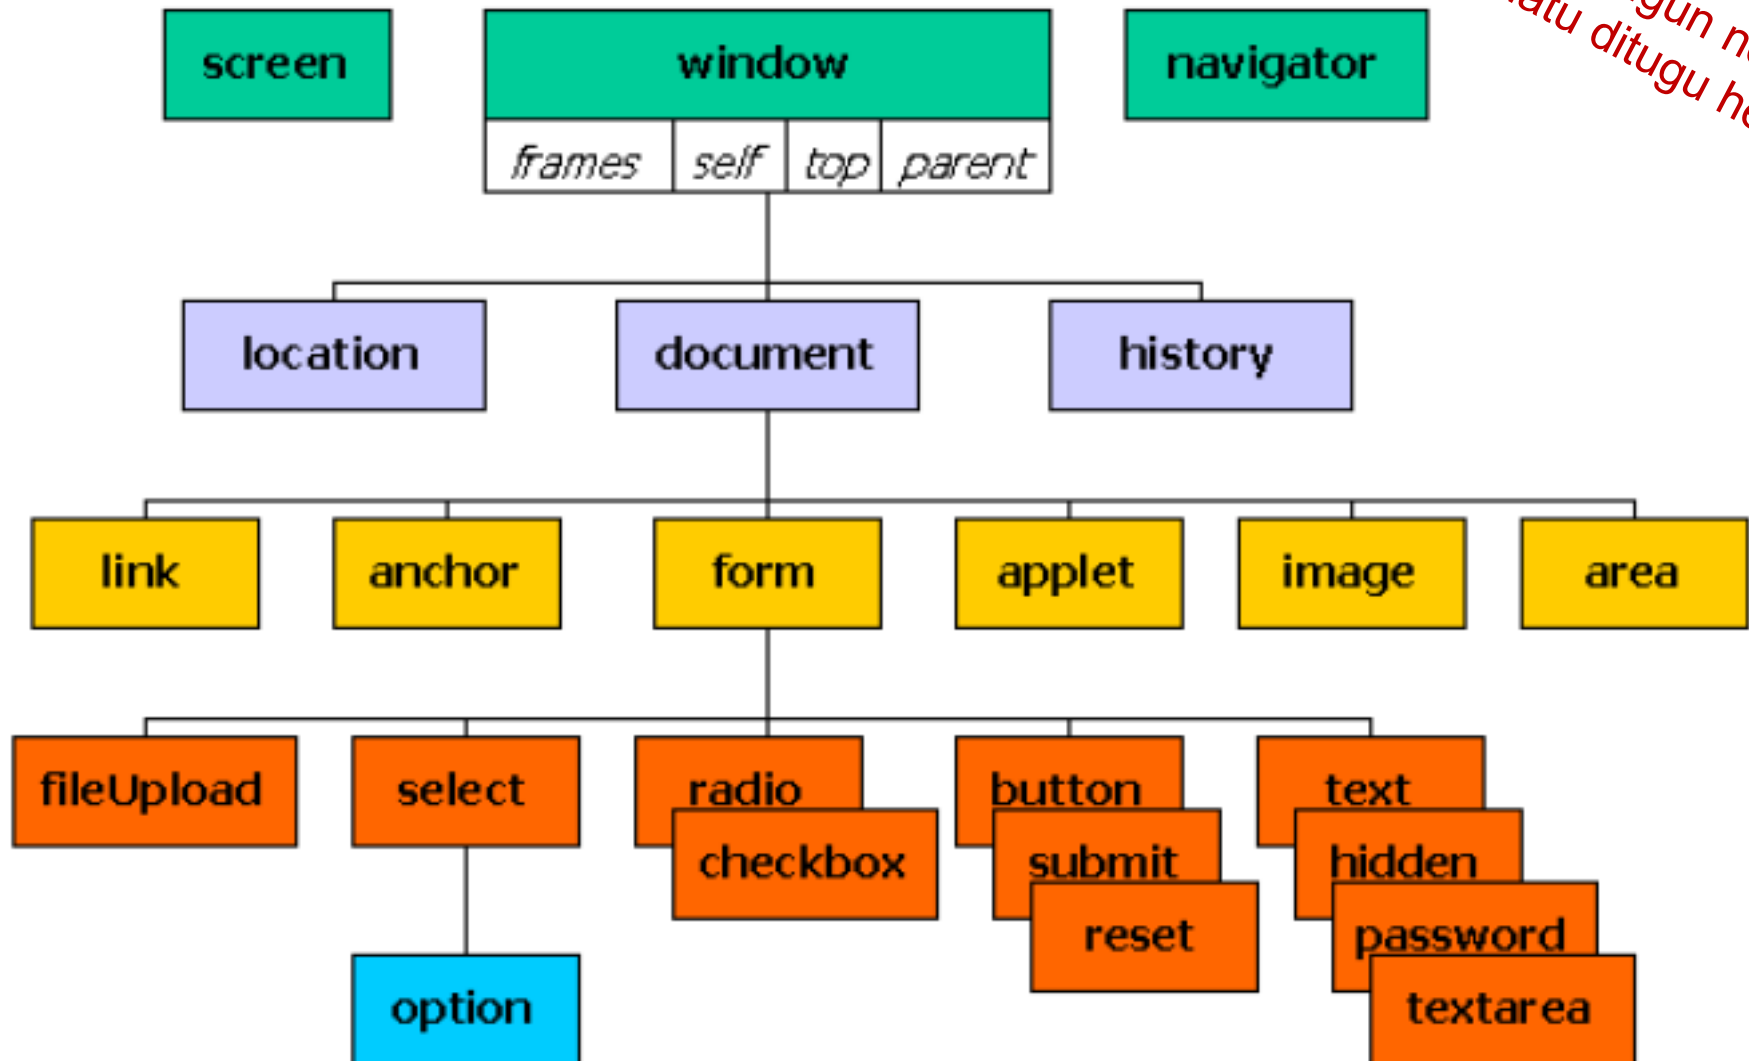 screen
window
navigator
ditugu
frames self top parent
location
document
history
link
anchor
form
applet
image
area
fileUpload
select
radio
button
text
checkbox
submit
hidden
reset
password
option
textarea